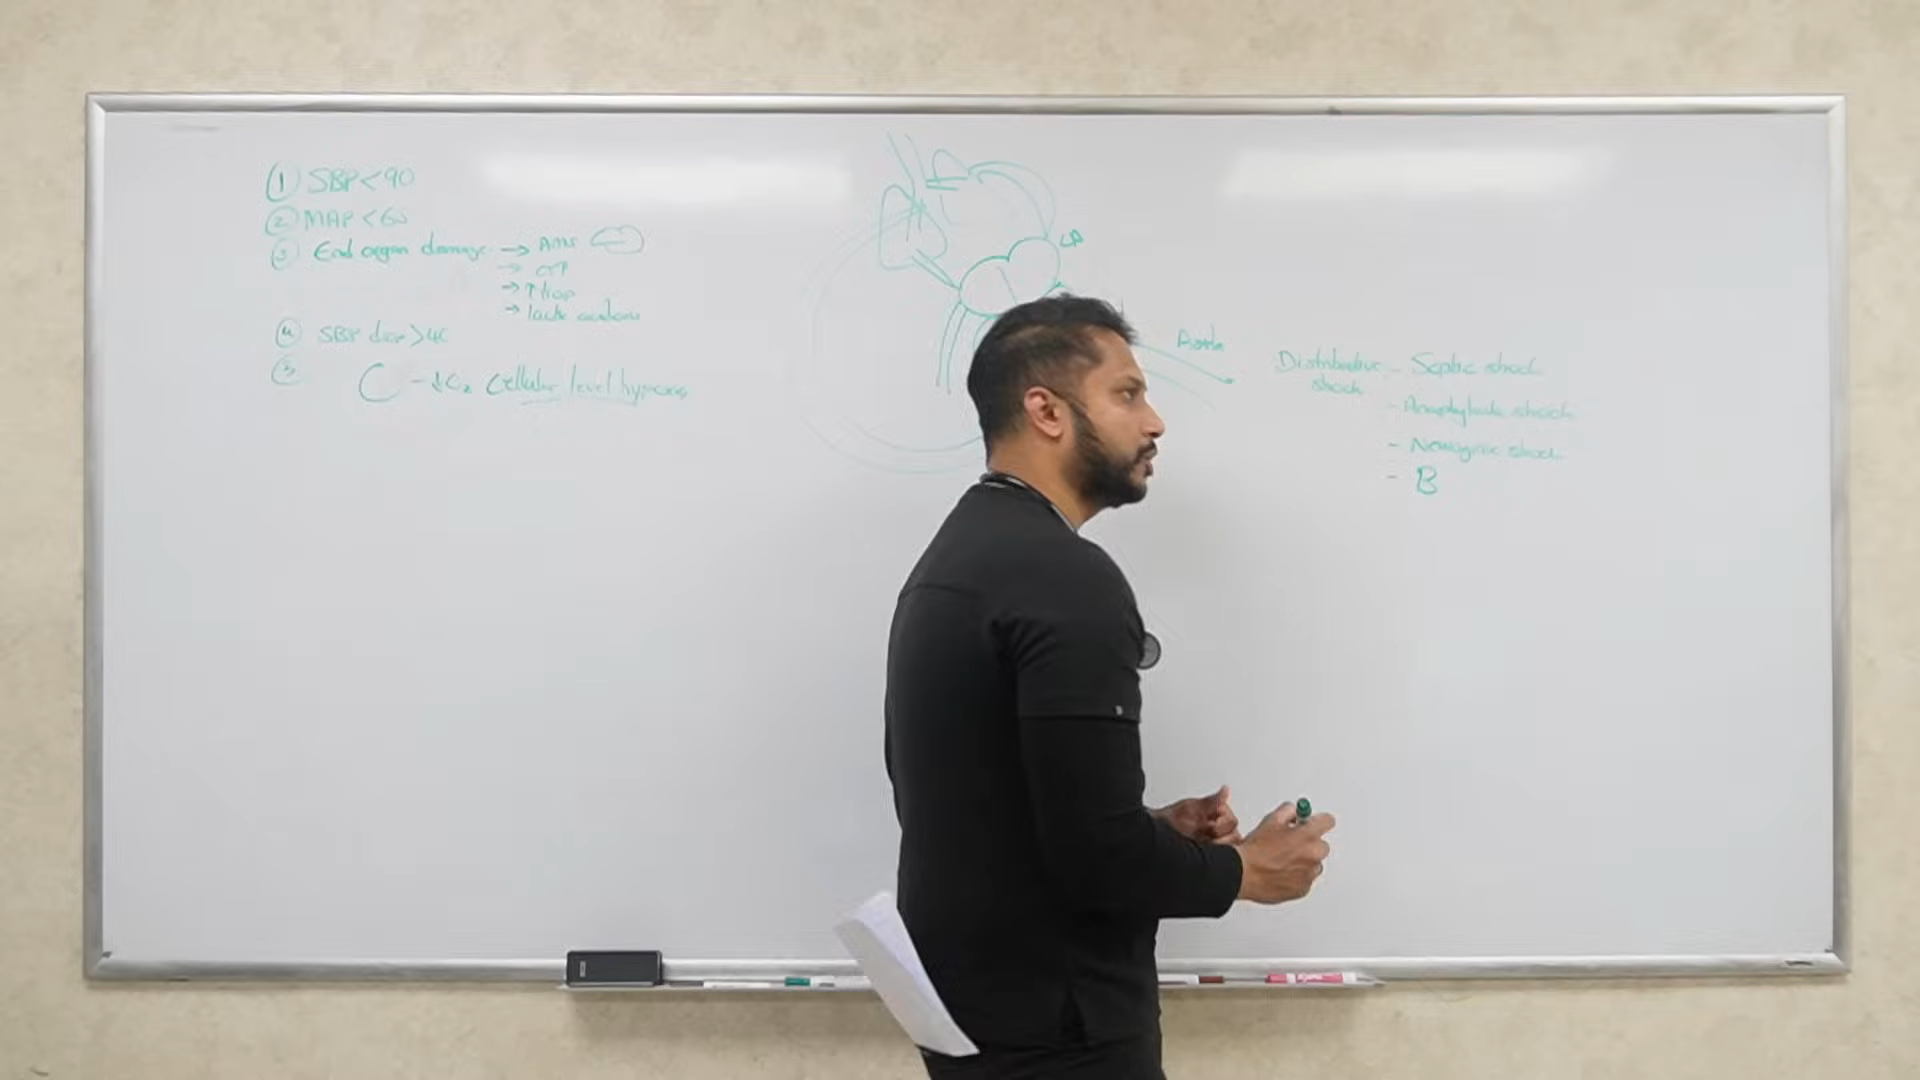 ① SBP < 90
② MAP < 65
③ End organ damage → AMS
→ ↑trop
→ lactic acidosis
④ SBP drop > 40
⑤
- ↓O₂ Cellular level hypoxia
LA
Aorta
Distributive shock
- Septic shock
- Anaphylactic shock
- Neurogenic shock
- B